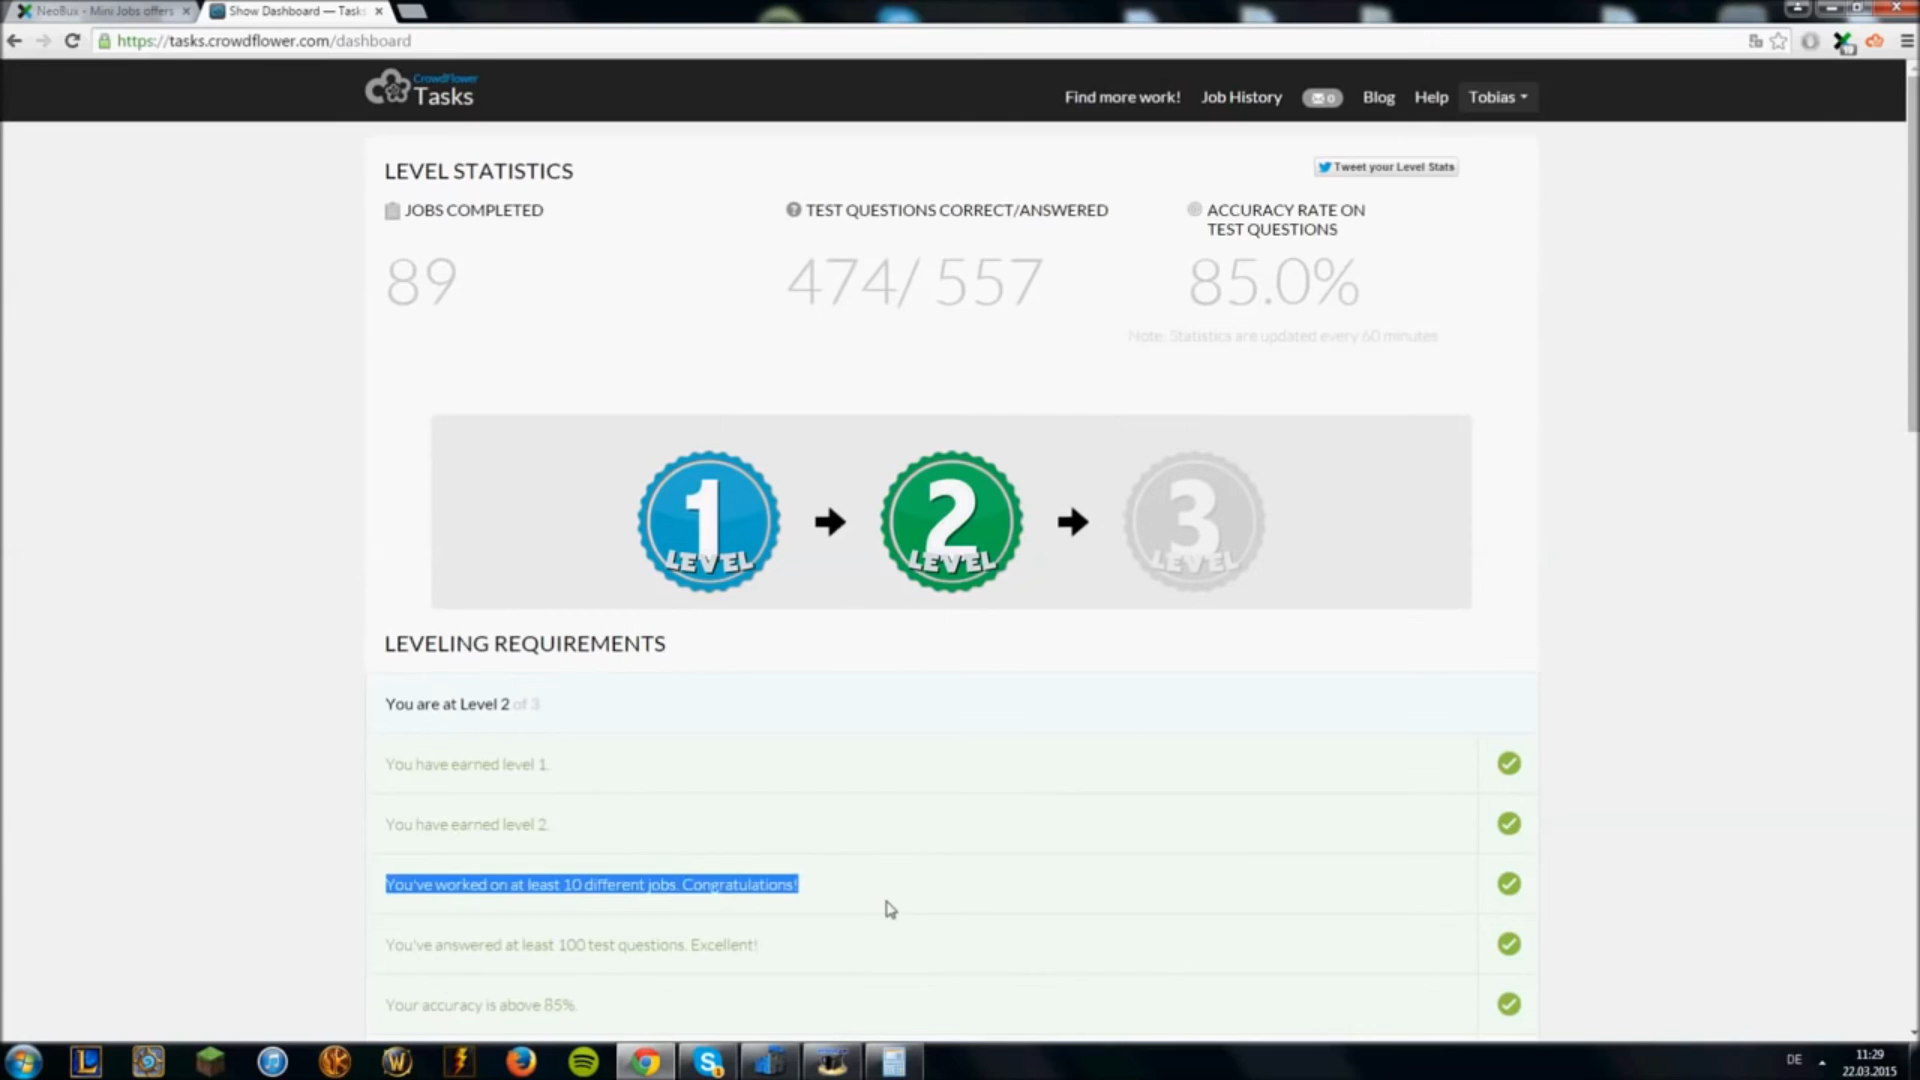 NeoBux - Mini Jobs offers
Show Dashboard — Tasks
https://tasks.crowdflower.com/dashboard
CrowdFlower
Tasks
Find more work!
Job History
0
Blog
Help
Tobias
LEVEL STATISTICS
Tweet your Level Stats
JOBS COMPLETED
TEST QUESTIONS CORRECT/ANSWERED
ACCURACY RATE ON
TEST QUESTIONS
89
474/ 557
85.0%
Note: Statistics are updated every 60 minutes
1
LEVEL
2
LEVEL
3
LEVEL
LEVELING REQUIREMENTS
You are at Level 2 of 3
You have earned level 1.
You have earned level 2.
You've worked on at least 10 different jobs. Congratulations!
You've answered at least 100 test questions. Excellent!
Your accuracy is above 85%.
DE
11:29
22.03.2015